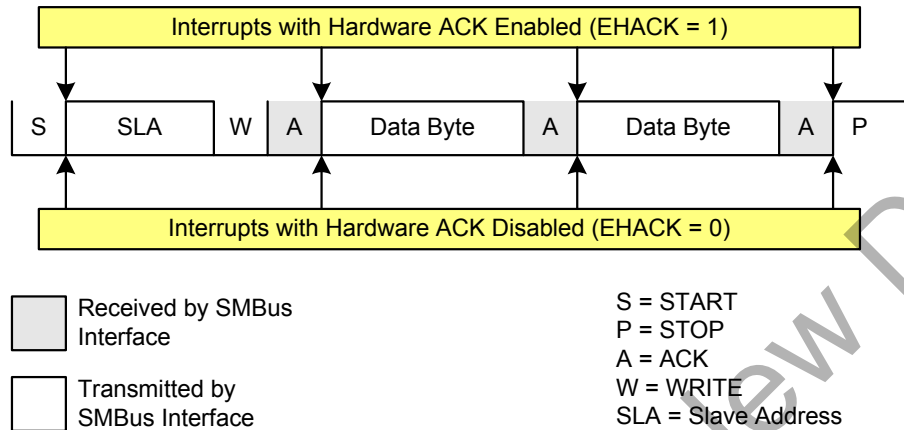 Interrupts with Hardware ACK Enabled (EHACK = 1)
S SLA W A Data Byte A Data Byte A P
Interrupts with Hardware ACK Disabled (EHACK = 0)
Received by SMBus
Interface
Transmitted by
SMBus Interface
S = START
P = STOP
A = ACK
W = WRITE
SLA = Slave Address
New D